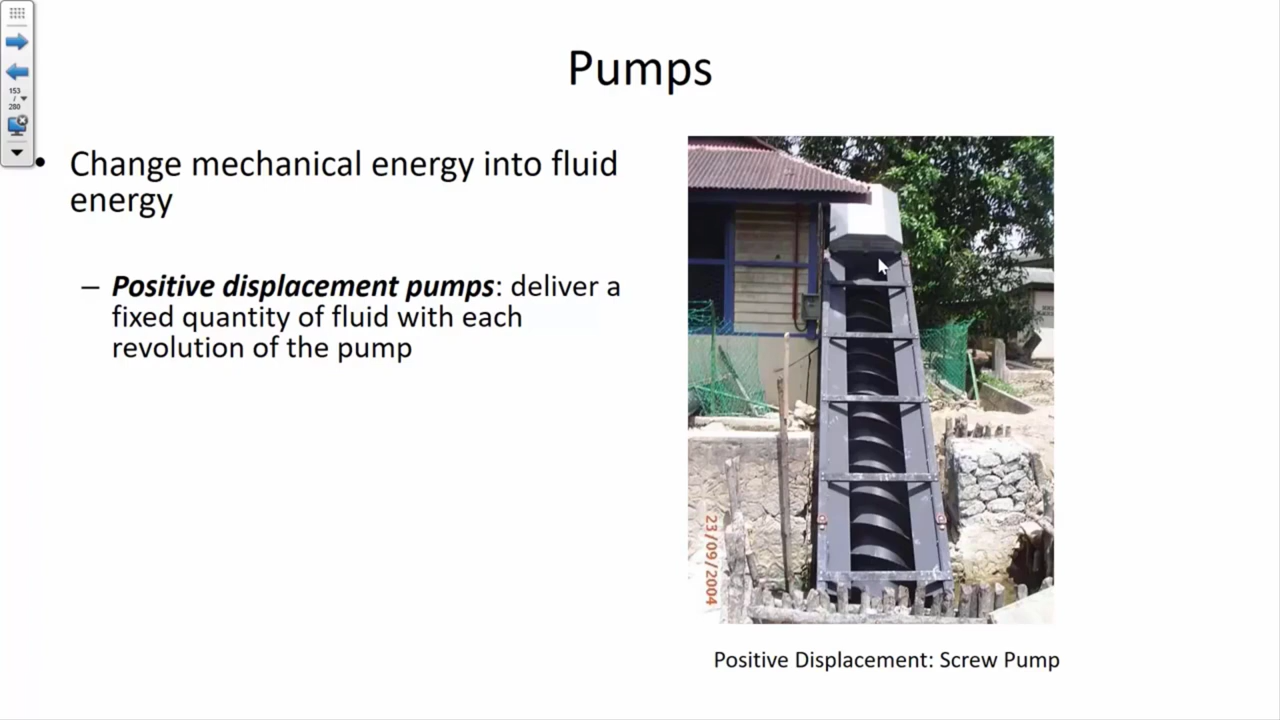 Pumps
153
/
280
• Change mechanical energy into fluid
energy
– Positive displacement pumps: deliver a
fixed quantity of fluid with each
revolution of the pump
23/09/2004
Positive Displacement: Screw Pump